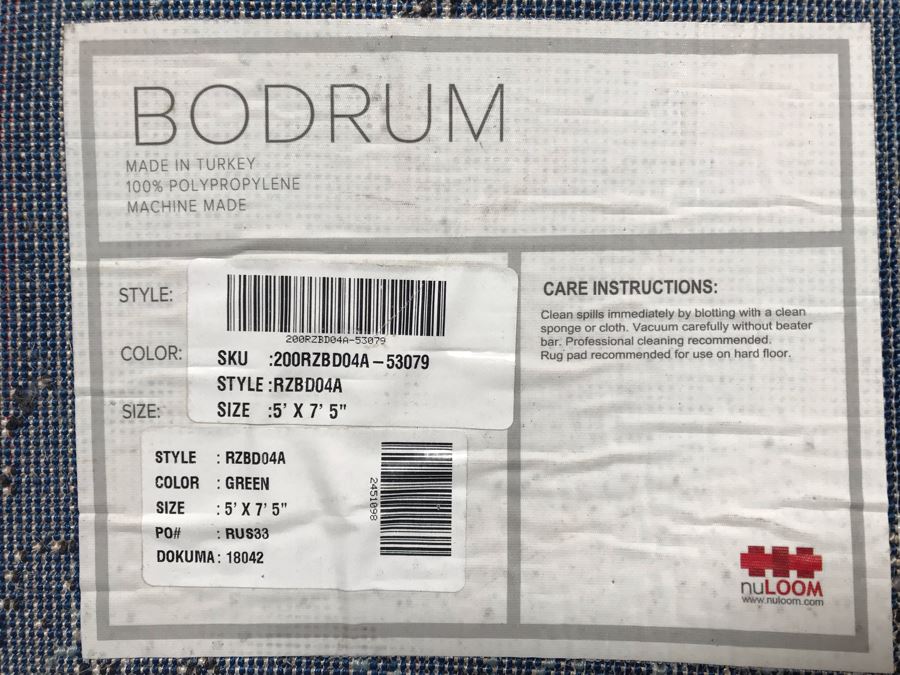 BODRUM
MADE IN TURKEY
100% POLYPROPYLENE
MACHINE MADE
STYLE:
COLOR:
SIZE:
200RZBD04A-53079
SKU :200RZBD04A-53079
STYLE:RZBD04A
SIZE :5' X 7' 5"
STYLE : RZBD04A
COLOR : GREEN
SIZE : 5' X 7' 5"
PO# : RUS33
DOKUMA: 18042
2451098
CARE INSTRUCTIONS:
Clean spills immediately by blotting with a clean
sponge or cloth. Vacuum carefully without beater
bar. Professional cleaning recommended.
Rug pad recommended for use on hard floor.
nuLOOM
www.nuloom.com